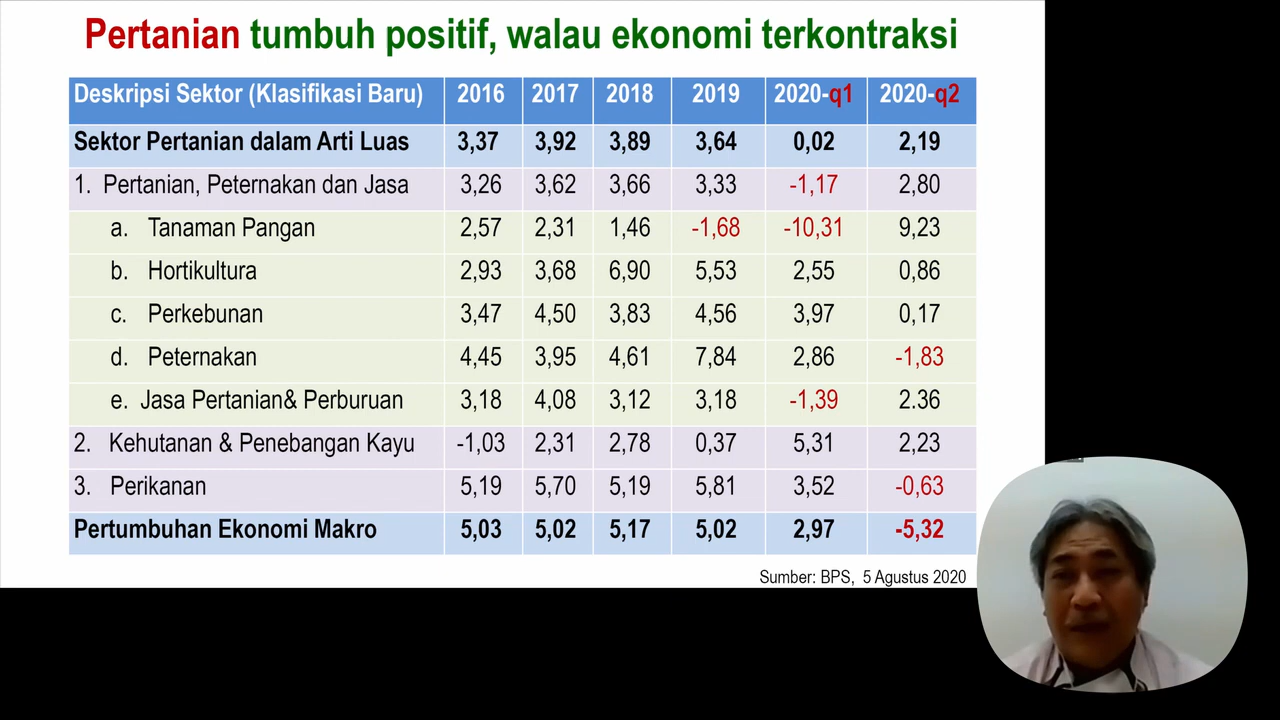 Pertanian tumbuh positif, walau ekonomi terkontraksi
Deskripsi Sektor (Klasifikasi Baru) 2016 2017 2018 2019 2020-q1 2020-q2
Sektor Pertanian dalam Arti Luas 3,37 3,92 3,89 3,64 0,02 2,19
1. Pertanian, Peternakan dan Jasa 3,26 3,62 3,66 3,33 -1,17 2,80
a. Tanaman Pangan 2,57 2,31 1,46 -1,68 -10,31 9,23
b. Hortikultura 2,93 3,68 6,90 5,53 2,55 0,86
c. Perkebunan 3,47 4,50 3,83 4,56 3,97 0,17
d. Peternakan 4,45 3,95 4,61 7,84 2,86 -1,83
e. Jasa Pertanian& Perburuan 3,18 4,08 3,12 3,18 -1,39 2.36
2. Kehutanan & Penebangan Kayu -1,03 2,31 2,78 0,37 5,31 2,23
3. Perikanan 5,19 5,70 5,19 5,81 3,52 -0,63
Pertumbuhan Ekonomi Makro 5,03 5,02 5,17 5,02 2,97 -5,32
Sumber: BPS, 5 Agustus 2020